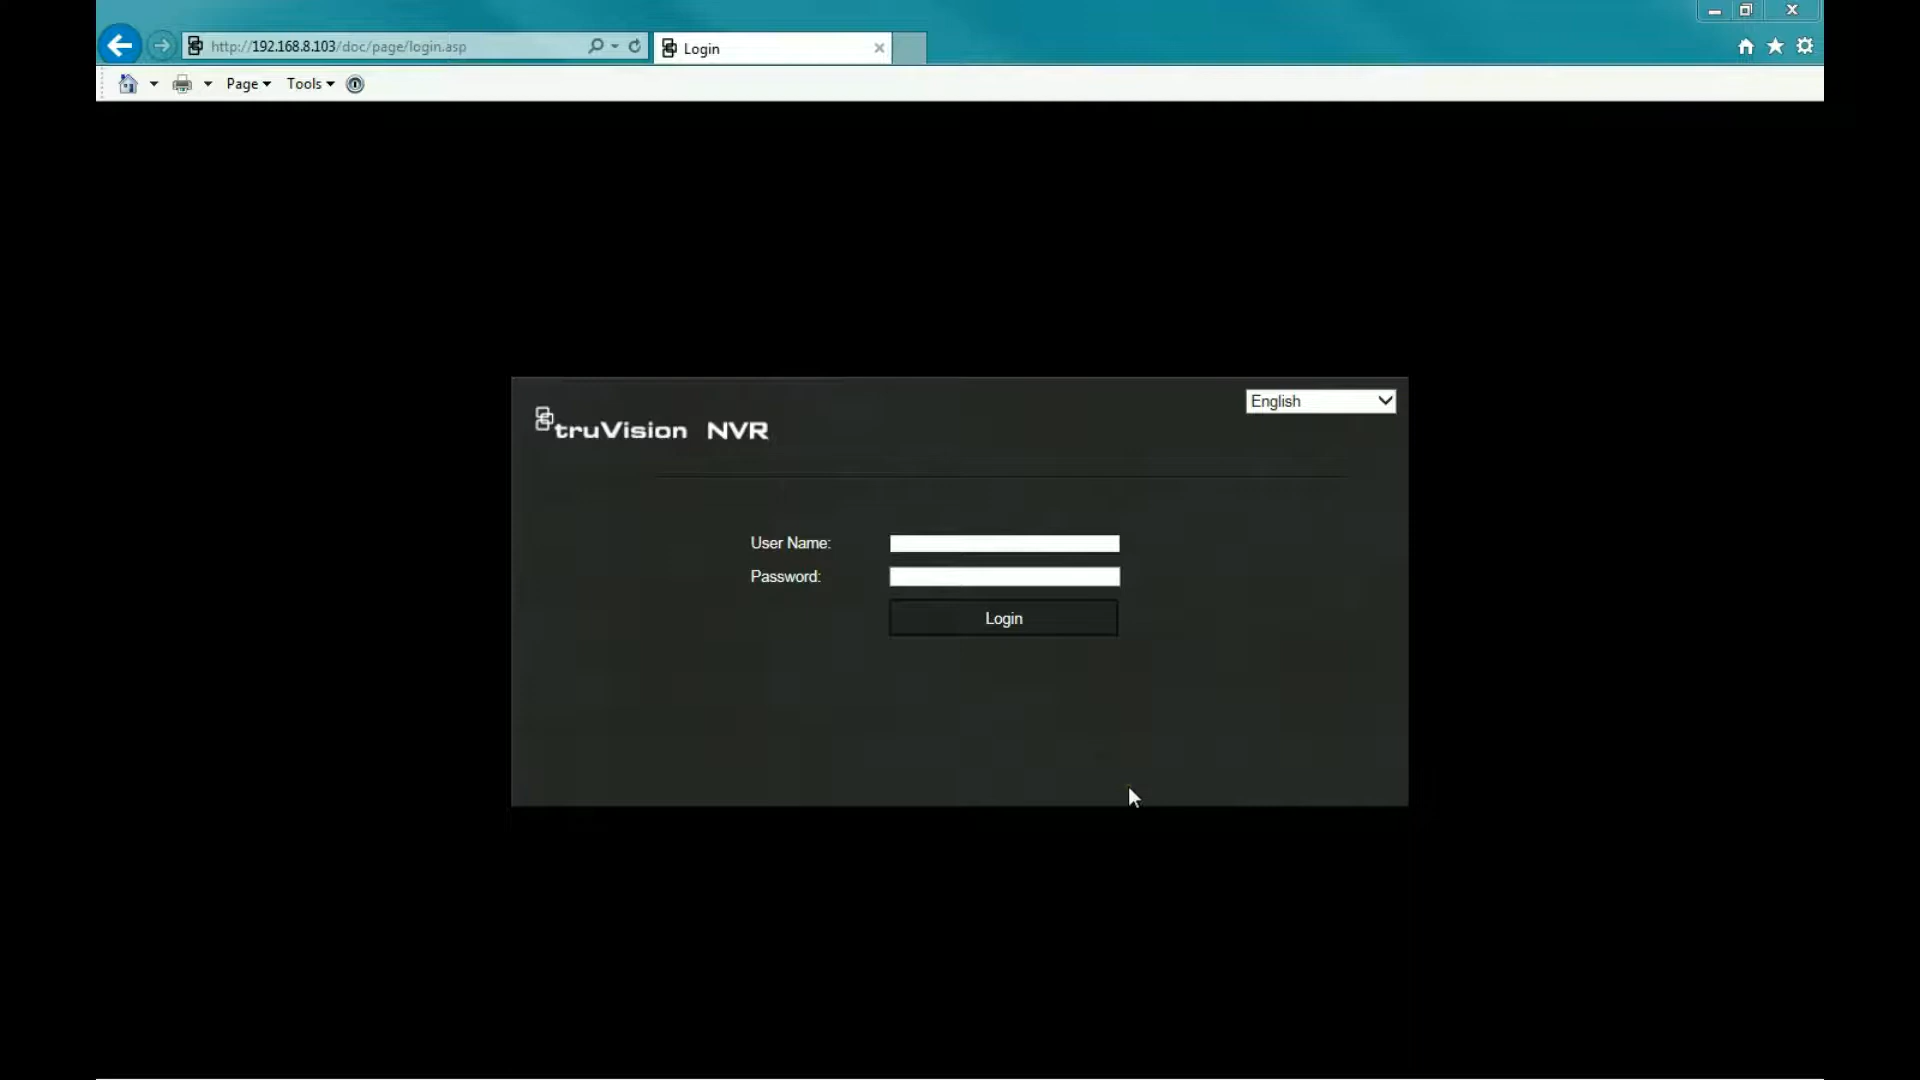 http://192.168.8.103/doc/page/login.asp
Login
Page
Tools
English
truVision NVR
User Name:
Password:
Login